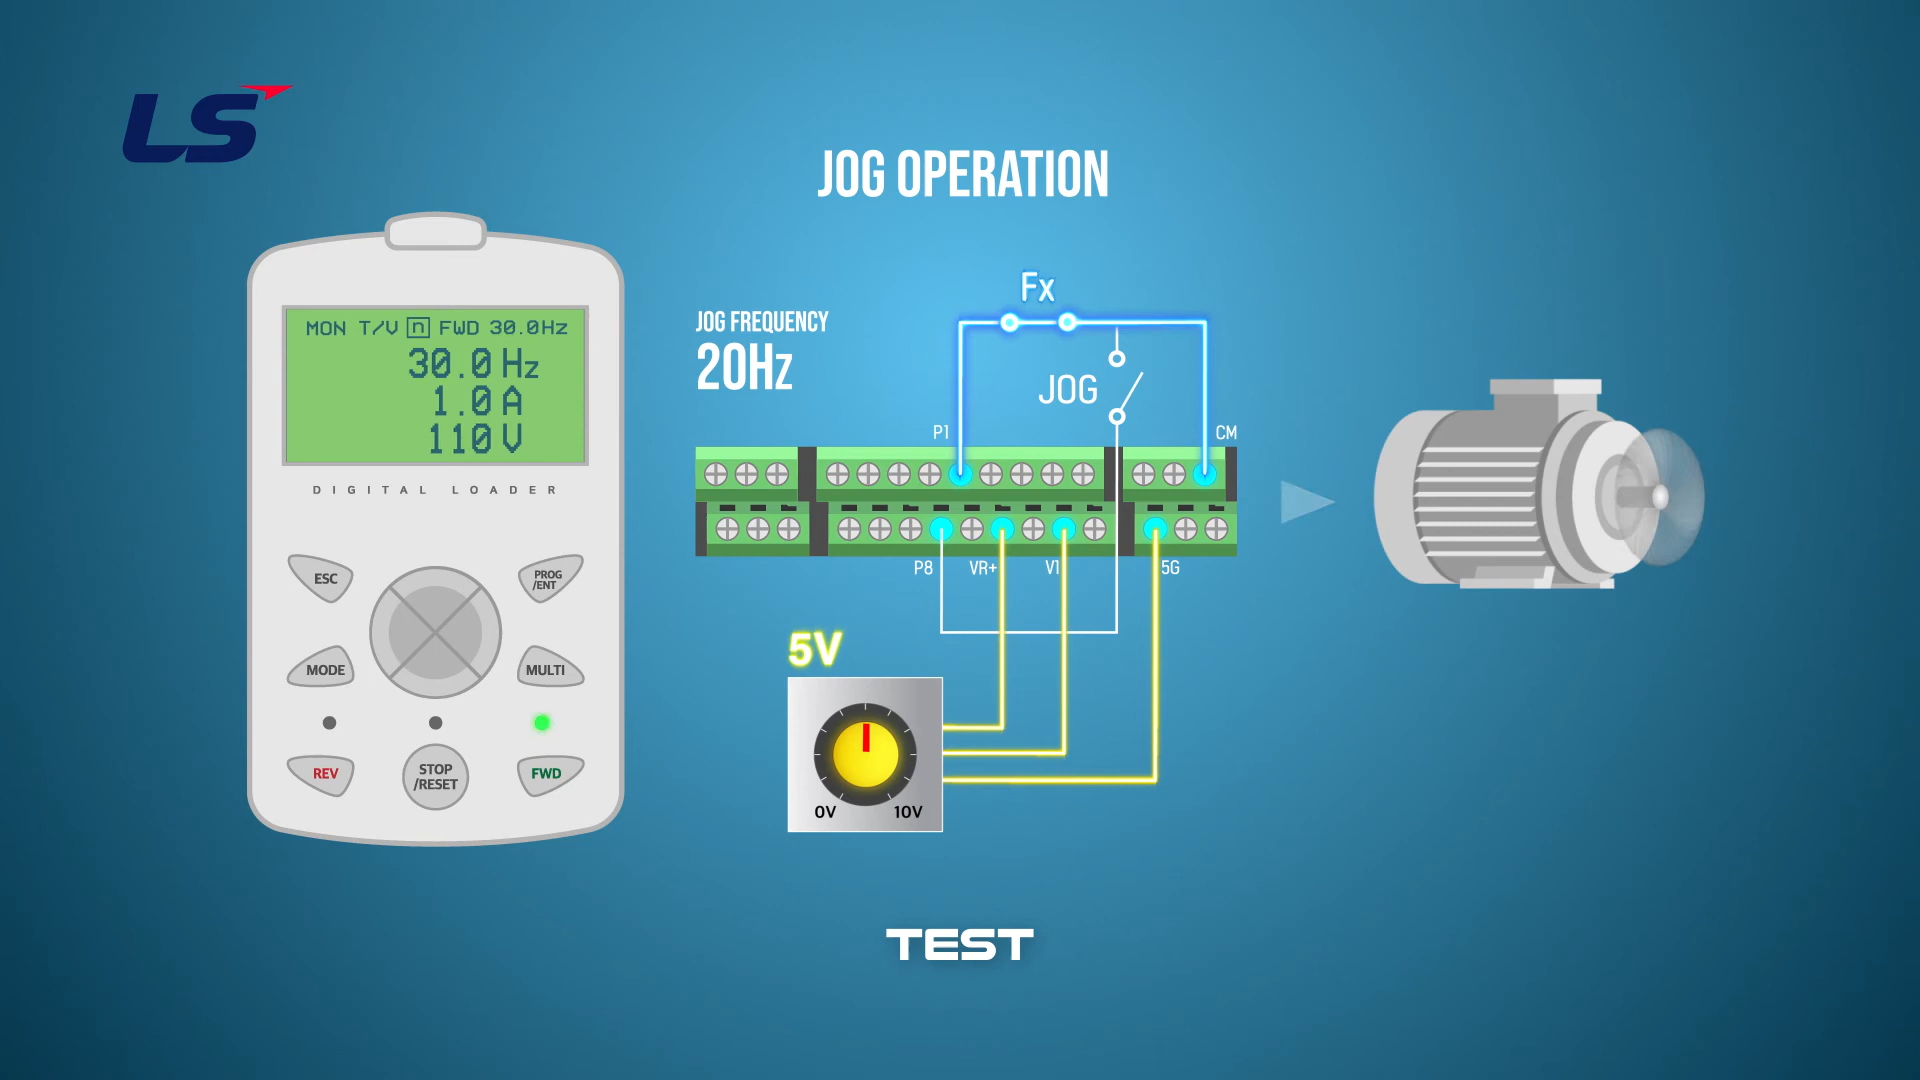 LS
JOG OPERATION
MON T/V n FWD 30.0Hz
30.0 Hz
1.0 A
110 V
DIGITAL LOADER
ESC
PROG
/ENT
MODE
MULTI
REV
STOP
/RESET
FWD
JOG FREQUENCY
20Hz
Fx
JOG
P1
CM
P8
VR+
V1
5G
5V
0V
10V
TEST